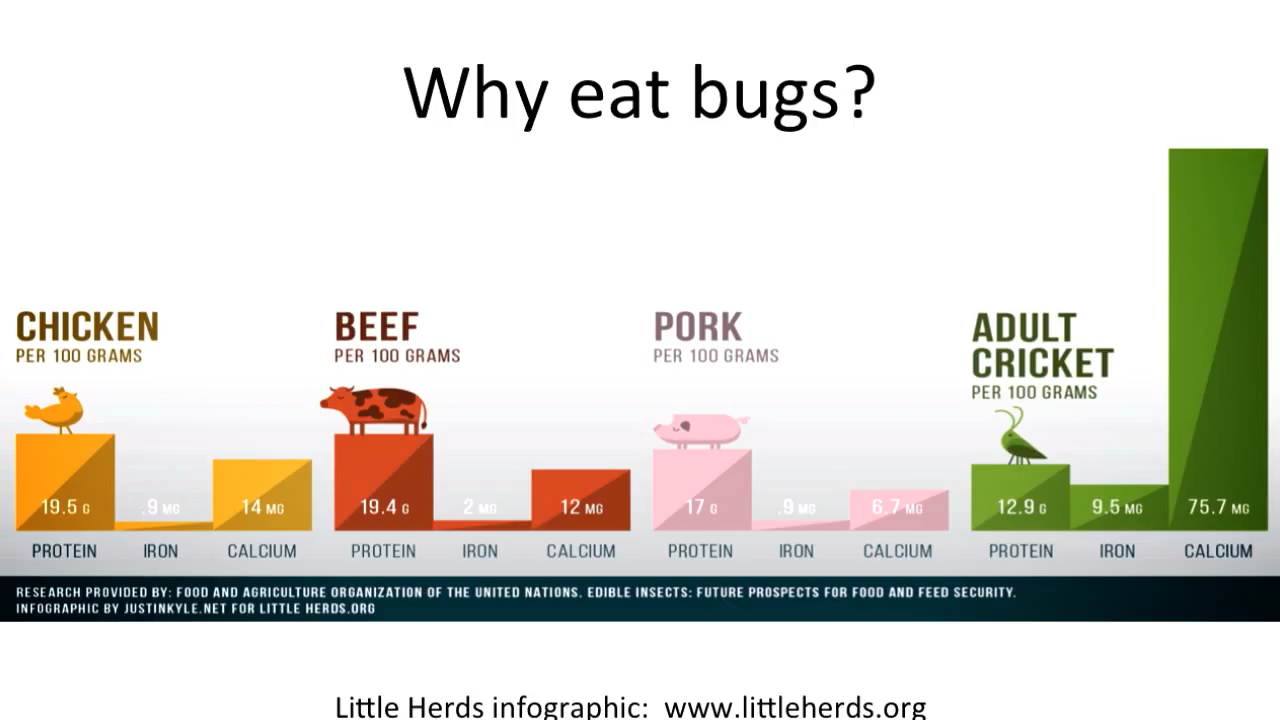 Why eat bugs?
CHICKEN
PER 100 GRAMS
19.5 G
.9 MG
14 MG
PROTEIN
IRON
CALCIUM
BEEF
PER 100 GRAMS
19.4 G
2 MG
12 MG
PROTEIN
IRON
CALCIUM
PORK
PER 100 GRAMS
17 G
.9 MG
6.7 MG
PROTEIN
IRON
CALCIUM
ADULT
CRICKET
PER 100 GRAMS
12.9 G
9.5 MG
75.7 MG
PROTEIN
IRON
CALCIUM
RESEARCH PROVIDED BY: FOOD AND AGRICULTURE ORGANIZATION OF THE UNITED NATIONS. EDIBLE INSECTS: FUTURE PROSPECTS FOR FOOD AND FEED SECURITY.
INFOGRAPHIC BY JUSTINKYLE.NET FOR LITTLE HERDS.ORG
Little Herds infographic: www.littleherds.org